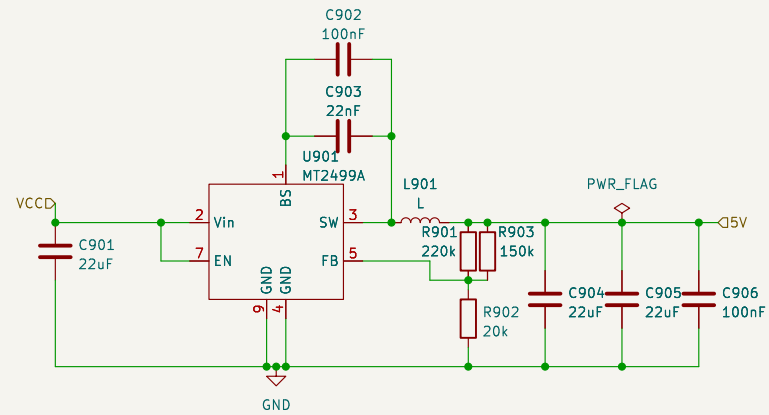 C902
100nF
C903
22nF
U901
MT2499A
1
BS
PWR_FLAG
L901
L
VCC
2
Vin
SW
3
5V
R901
220k
R903
150k
C901
22uF
7
EN
FB
5
GND
GND
9
4
R902
20k
C904
22uF
C905
22uF
C906
100nF
GND